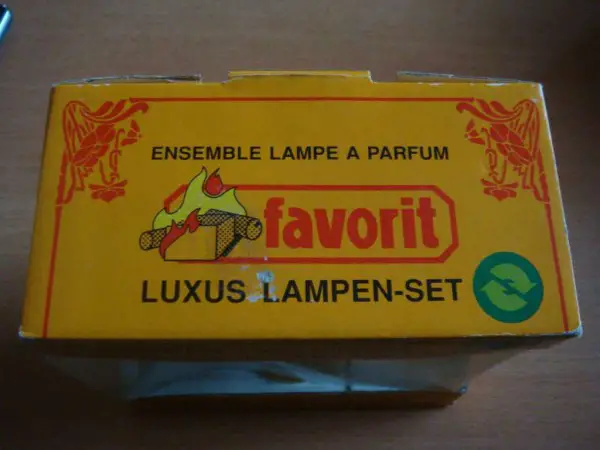 ENSEMBLE LAMPE A PARFUM
favorit
LUXUS LAMPEN-SET